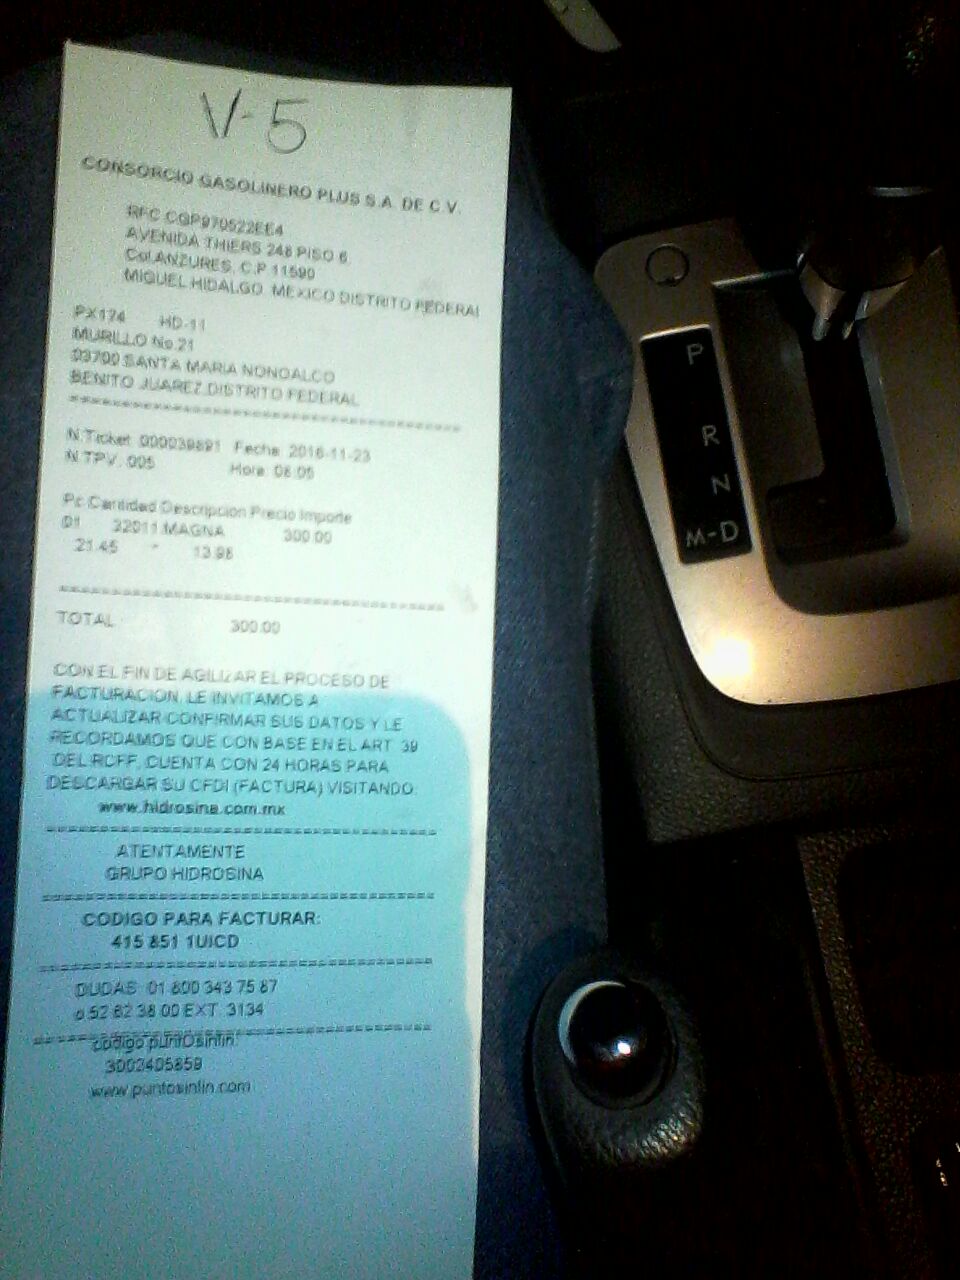 V-5
CONSORCIO GASOLINERO PLUS S.A. DE C.V.
RFC CGP970522EE4
AVENIDA THIERS 248 PISO 6
Col.ANZURES, C.P 11590
MIGUEL HIDALGO MEXICO DISTRITO FEDERAL
PX174 HD-11
MURILLO No.21
03700 SANTA MARIA NONOALCO
BENITO JUAREZ,DISTRITO FEDERAL
N.Ticket 000039891 Fecha: 2016-11-23
N.TPV. 005 Hora: 08:05
Pc.Cantidad Descripcion Precio Importe
01 32011 MAGNA 300.00
21.45 * 13.98
TOTAL 300.00
CON EL FIN DE AGILIZAR EL PROCESO DE
FACTURACION, LE INVITAMOS A
ACTUALIZAR CONFIRMAR SUS DATOS Y LE
RECORDAMOS QUE CON BASE EN EL ART. 39
DEL RCFF, CUENTA CON 24 HORAS PARA
DESCARGAR SU CFDI (FACTURA) VISITANDO:
www.hidrosina.com.mx
ATENTAMENTE
GRUPO HIDROSINA
CODIGO PARA FACTURAR:
415 851 1UICD
DUDAS: 01 800 343 75 87
o 52 62 38 00 EXT. 3134
codigo puntOsinfin:
3003405859
www.puntosinfin.com
P
R
N
M-D